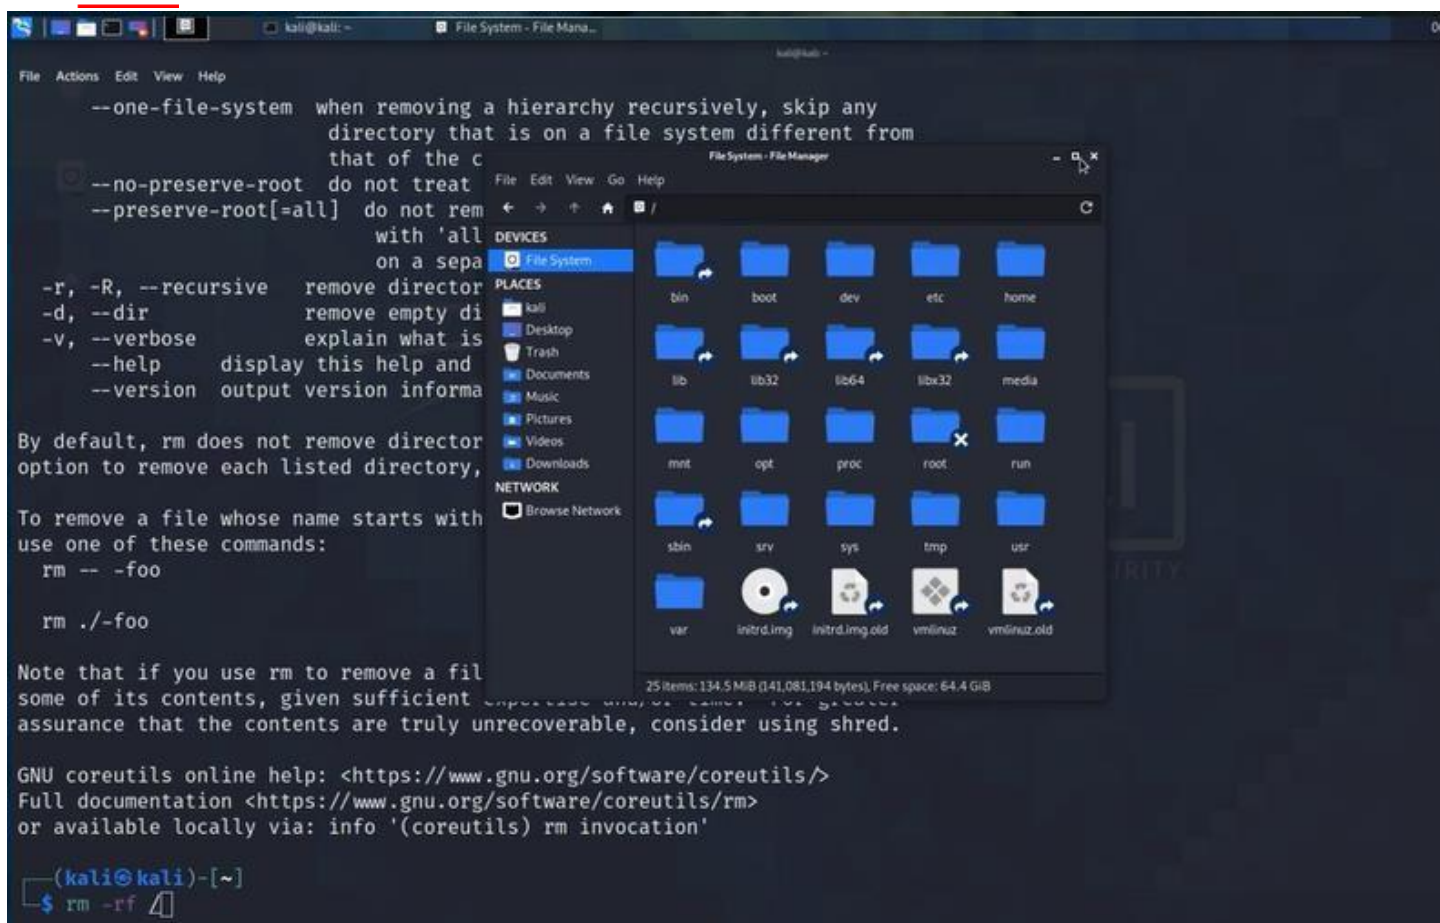 kali@kali: ~
File System - File Mana...
kali@kali: ~
File Actions Edit View Help
--one-file-system when removing a hierarchy recursively, skip any
directory that is on a file system different from
that of the c
--no-preserve-root do not treat
--preserve-root[=all] do not rem
with 'all
on a sepa
-r, -R, --recursive remove director
-d, --dir remove empty di
-v, --verbose explain what is
--help display this help and
--version output version informa
By default, rm does not remove director
option to remove each listed directory,
To remove a file whose name starts with
use one of these commands:
rm -- -foo
rm ./-foo
Note that if you use rm to remove a fil
some of its contents, given sufficient expertise and/or time. For greater
assurance that the contents are truly unrecoverable, consider using shred.
GNU coreutils online help: <https://www.gnu.org/software/coreutils/>
Full documentation <https://www.gnu.org/software/coreutils/rm>
or available locally via: info '(coreutils) rm invocation'
(kali㉿kali)-[~]
$ rm -rf /
File System - File Manager
File Edit View Go Help
/
DEVICES
File System
PLACES
kali
Desktop
Trash
Documents
Music
Pictures
Videos
Downloads
NETWORK
Browse Network
bin boot dev etc home
lib lib32 lib64 libx32 media
mnt opt proc root run
sbin srv sys tmp usr
var initrd.img initrd.img.old vmlinuz vmlinuz.old
25 items: 134.5 MiB (141,081,194 bytes), Free space: 64.4 GiB